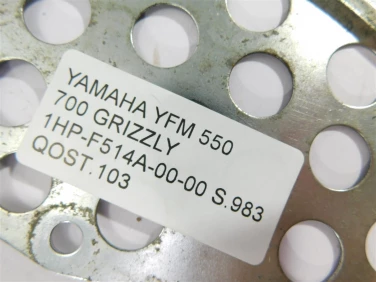 YAMAHA YFM 550
700 GRIZZLY
1HP-F514A-00-00 S.983
QOST.103